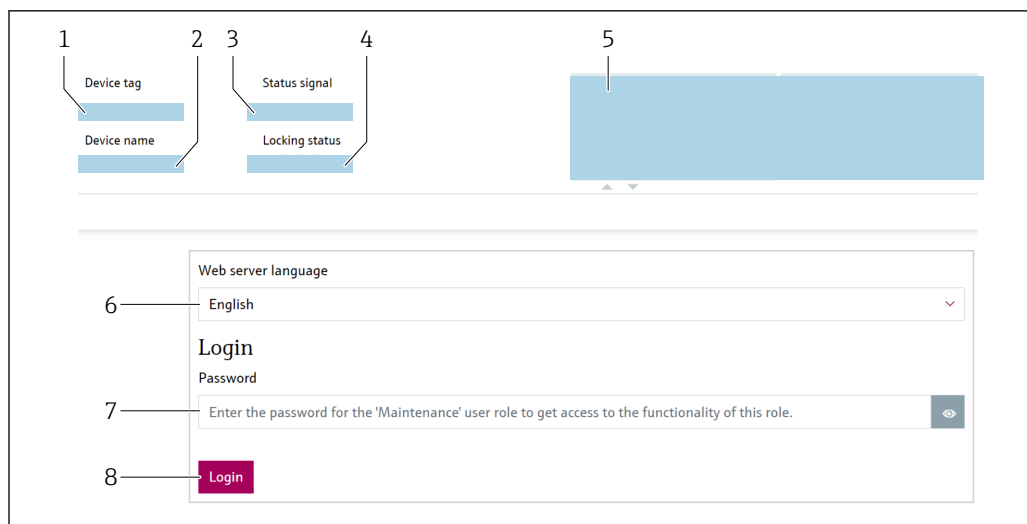 1 2 3 4 5
Device tag Status signal
Device name Locking status
Web server language
6 English
Login
Password
7 Enter the password for the 'Maintenance' user role to get access to the functionality of this role.
8 Login